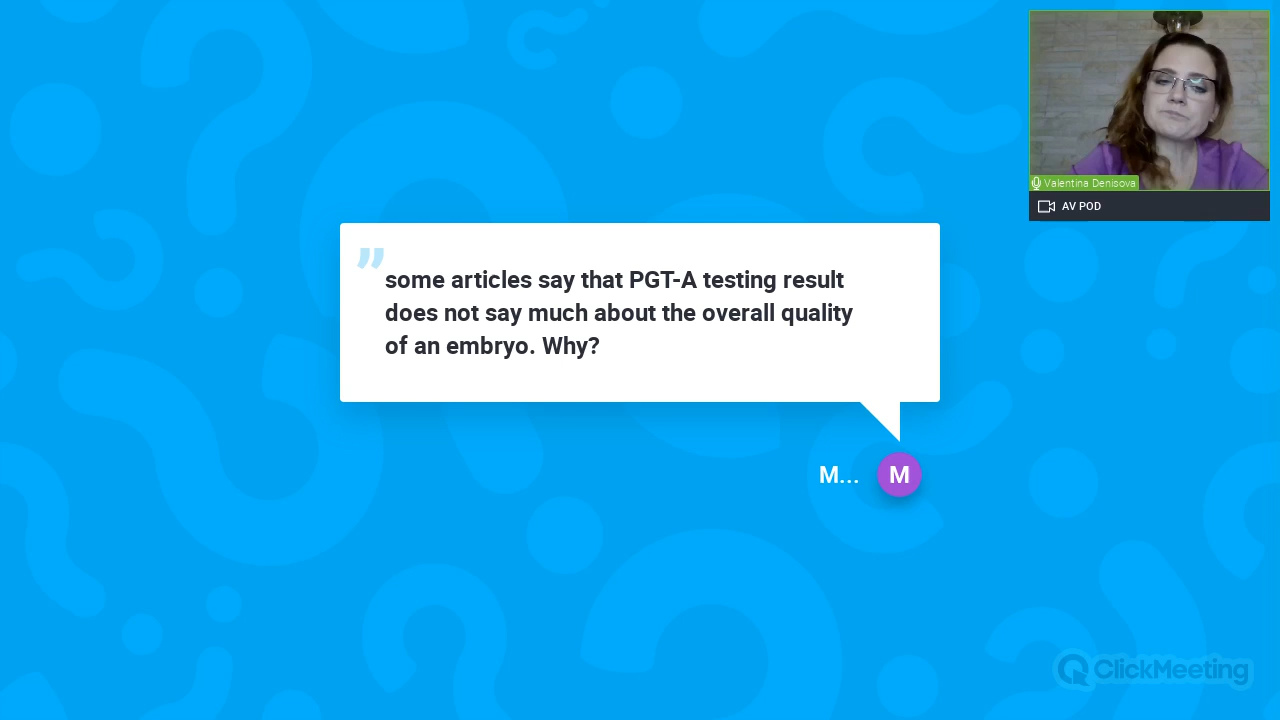 ”
some articles say that PGT-A testing result
does not say much about the overall quality
of an embryo. Why?
M... M
Valentina Denisova
AV POD
ClickMeeting